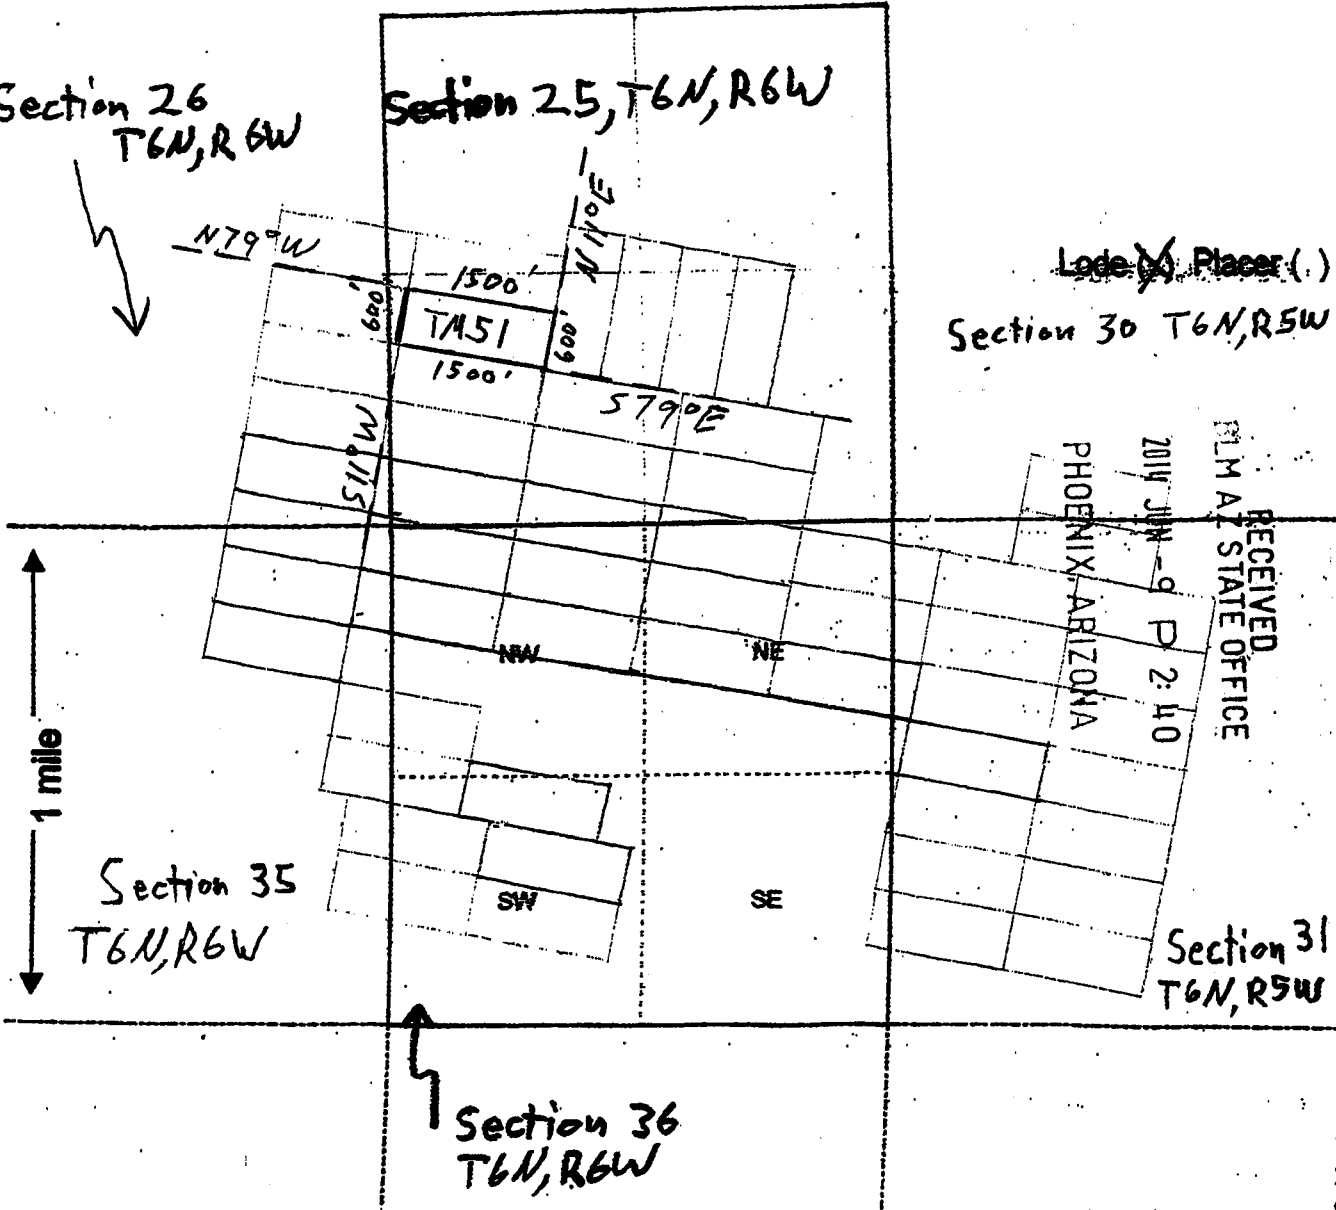 Section 26
T6N, R6W
Section 25, T6N, R6W
N79°W
N11°E
1500'
600'
TM51
600'
1500'
S79°E
S11°W
Lode (X) Placer ( )
Section 30 T6N, R5W
RECEIVED
BLM AZ STATE OFFICE
2014 JUN -9 P 2:40
PHOENIX, ARIZONA
NW
NE
1 mile
Section 35
T6N, R6W
SW
SE
Section 31
T6N, R5W
Section 36
T6N, R6W